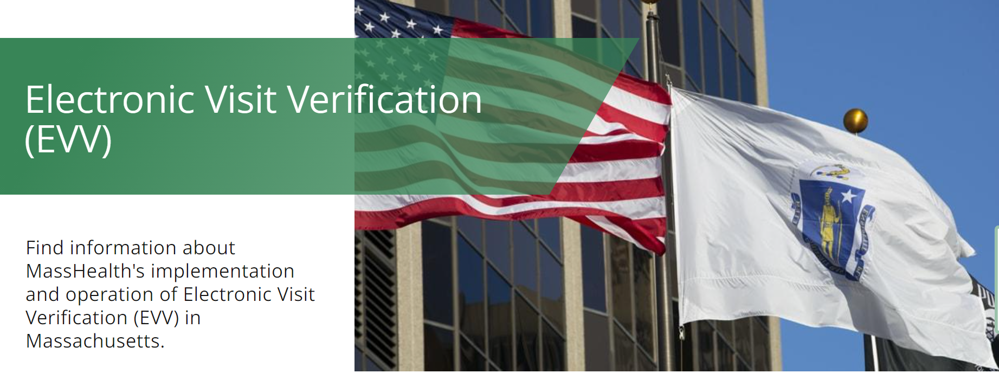 Electronic Visit Verification
(EVV)
Find information about
MassHealth's implementation
and operation of Electronic Visit
Verification (EVV) in
Massachusetts.